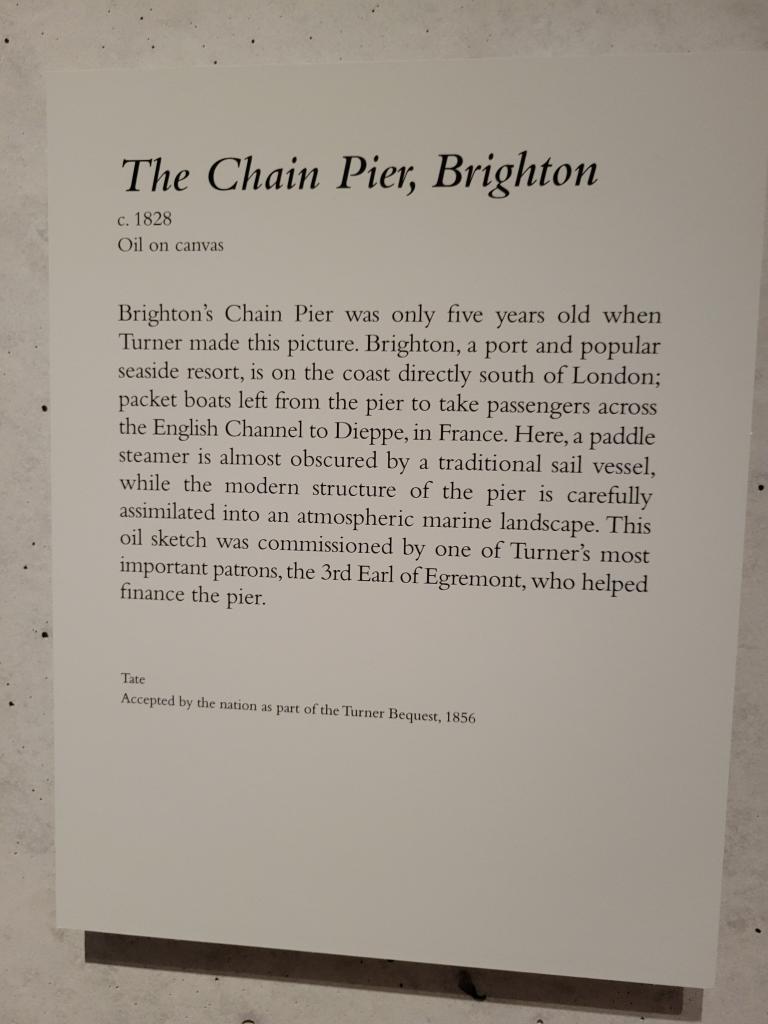 The Chain Pier, Brighton
c. 1828
Oil on canvas
Brighton's Chain Pier was only five years old when
Turner made this picture. Brighton, a port and popular
seaside resort, is on the coast directly south of London;
packet boats left from the pier to take passengers across
the English Channel to Dieppe, in France. Here, a paddle
steamer is almost obscured by a traditional sail vessel,
while the modern structure of the pier is carefully
assimilated into an atmospheric marine landscape. This
oil sketch was commissioned by one of Turner's most
important patrons, the 3rd Earl of Egremont, who helped
finance the pier.
Tate
Accepted by the nation as part of the Turner Bequest, 1856